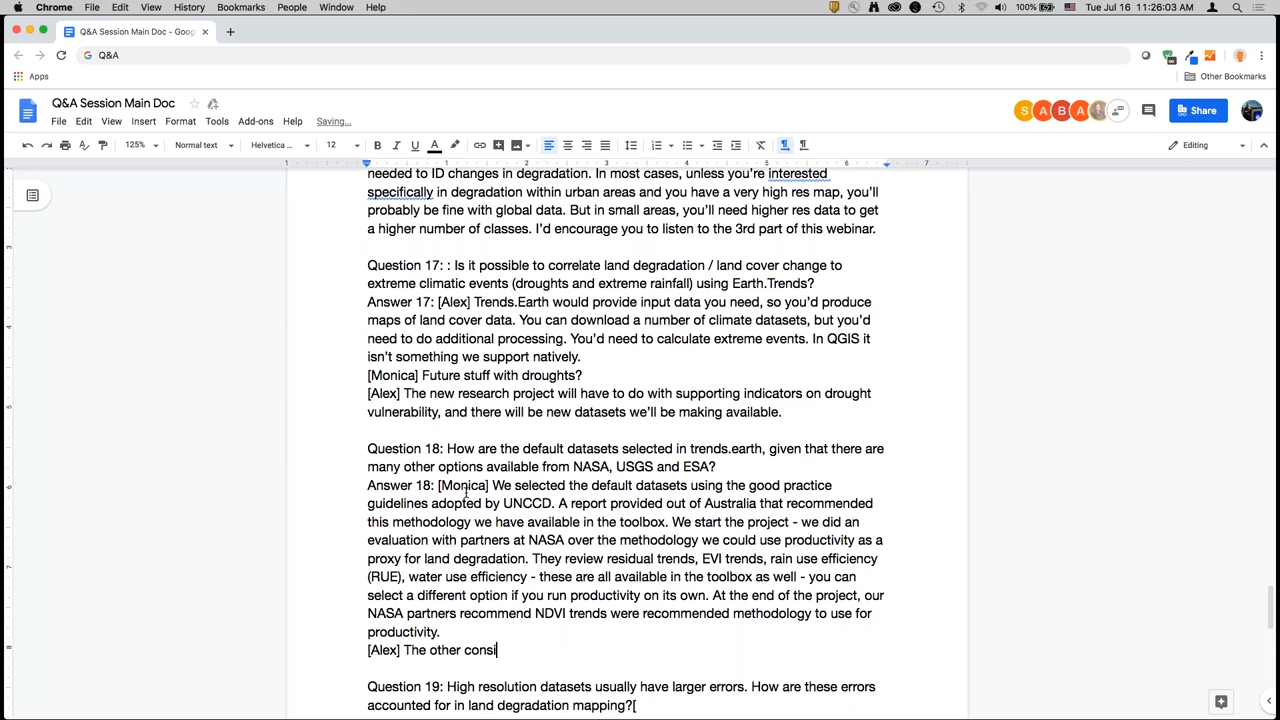 Chrome File Edit View History Bookmarks People Window Help 100% Tue Jul 16 11:26:03 AM
Q&A Session Main Doc - Goog
Q&A
Apps Other Bookmarks
Q&A Session Main Doc
File Edit View Insert Format Tools Add-ons Help Saving...
S A B A Share
125% Normal text Helvetica ... 12 B I U A Editing
1 1 2 3 4 5 6 7
needed to ID changes in degradation. In most cases, unless you're interested
specifically in degradation within urban areas and you have a very high res map, you'll
probably be fine with global data. But in small areas, you'll need higher res data to get
a higher number of classes. I'd encourage you to listen to the 3rd part of this webinar.
Question 17: : Is it possible to correlate land degradation / land cover change to
extreme climatic events (droughts and extreme rainfall) using Earth.Trends?
Answer 17: [Alex] Trends.Earth would provide input data you need, so you'd produce
maps of land cover data. You can download a number of climate datasets, but you'd
need to do additional processing. You'd need to calculate extreme events. In QGIS it
isn't something we support natively.
[Monica] Future stuff with droughts?
[Alex] The new research project will have to do with supporting indicators on drought
vulnerability, and there will be new datasets we'll be making available.
Question 18: How are the default datasets selected in trends.earth, given that there are
many other options available from NASA, USGS and ESA?
Answer 18: [Monica] We selected the default datasets using the good practice
guidelines adopted by UNCCD. A report provided out of Australia that recommended
this methodology we have available in the toolbox. We start the project - we did an
evaluation with partners at NASA over the methodology we could use productivity as a
proxy for land degradation. They review residual trends, EVI trends, rain use efficiency
(RUE), water use efficiency - these are all available in the toolbox as well - you can
select a different option if you run productivity on its own. At the end of the project, our
NASA partners recommend NDVI trends were recommended methodology to use for
productivity.
[Alex] The other consi
Question 19: High resolution datasets usually have larger errors. How are these errors
accounted for in land degradation mapping?[
3
4
5
6
7
8